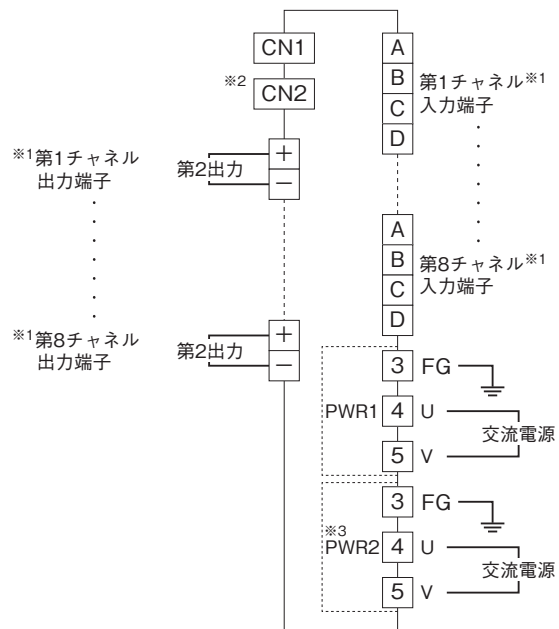 CN1
※2 CN2
※1第1チャネル
出力端子
第2出力
+
−
※1第8チャネル
出力端子
第2出力
+
−
A
B
C
D
第1チャネル※1
入力端子
A
B
C
D
第8チャネル※1
入力端子
PWR1
3 FG
4 U
5 V
交流電源
※3
PWR2
3 FG
4 U
5 V
交流電源